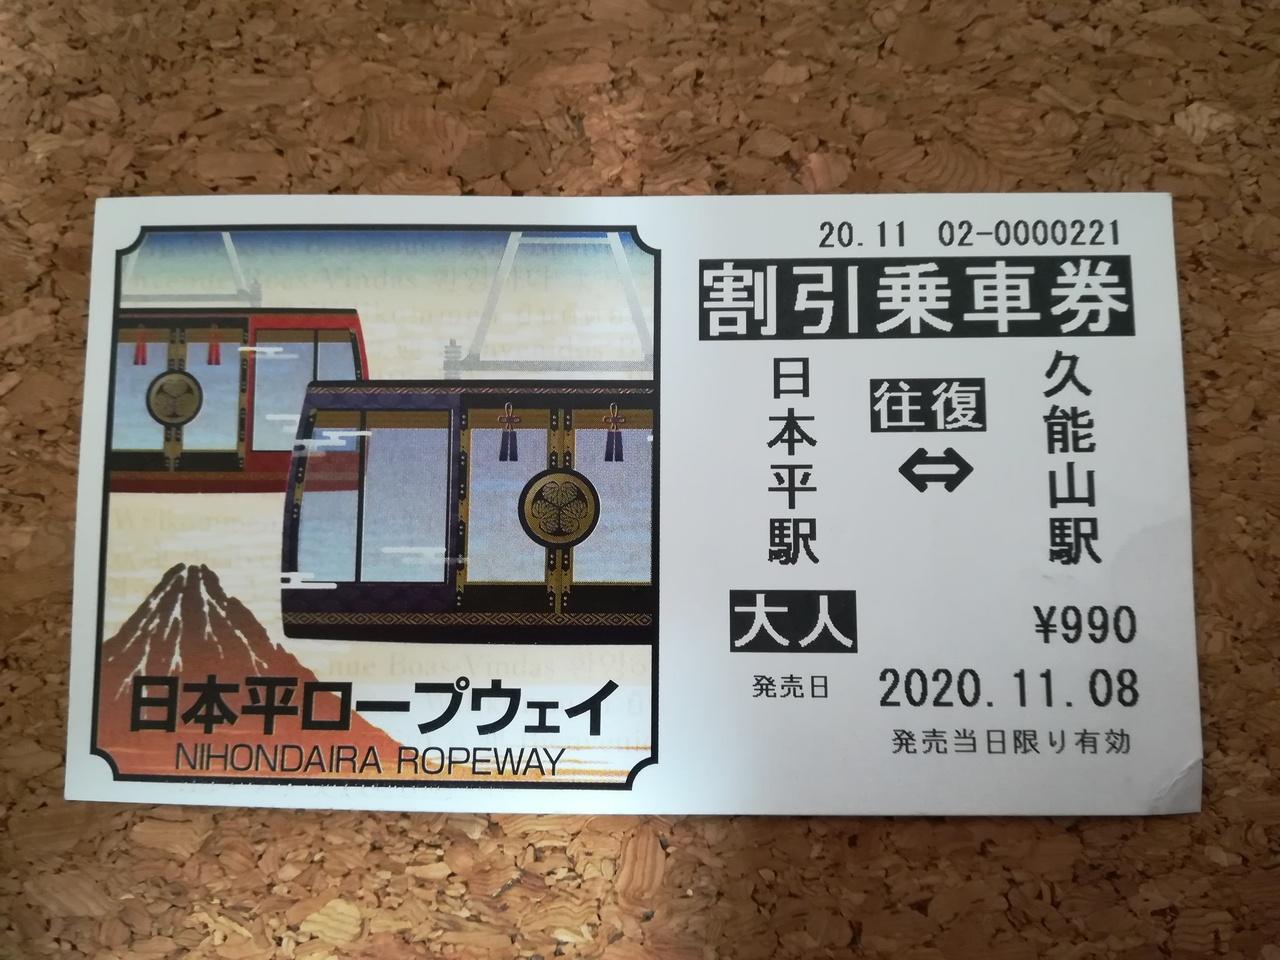 日本平ロープウェイ
NIHONDAIRA ROPEWAY
20.11 02-0000221
割引乗車券
日本平駅
往復
⇔
久能山駅
大人
¥990
発売日 2020.11.08
発売当日限り有効